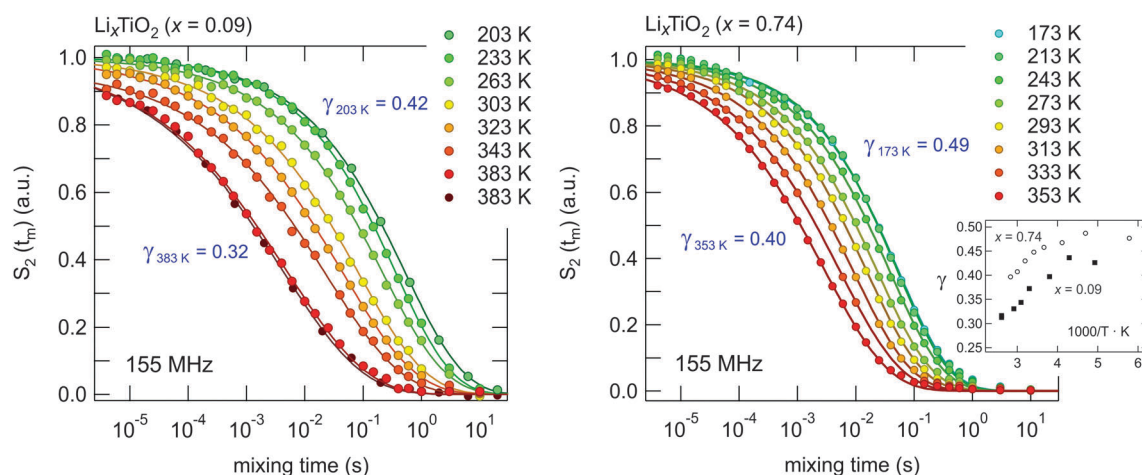 LiₓTiO₂ (x = 0.09)
1.0
0.8
0.6
0.4
0.2
0.0
S₂ (tₘ) (a.u.)
γ 203 K = 0.42
γ 383 K = 0.32
155 MHz
203 K
233 K
263 K
303 K
323 K
343 K
383 K
383 K
10⁻⁵ 10⁻⁴ 10⁻³ 10⁻² 10⁻¹ 10⁰ 10¹
mixing time (s)
LiₓTiO₂ (x = 0.74)
1.0
0.8
0.6
0.4
0.2
0.0
S₂ (tₘ) (a.u.)
γ 173 K = 0.49
γ 353 K = 0.40
155 MHz
173 K
213 K
243 K
273 K
293 K
313 K
333 K
353 K
10⁻⁵ 10⁻⁴ 10⁻³ 10⁻² 10⁻¹ 10⁰ 10¹
mixing time (s)
0.50
0.45
0.40
0.35
0.30
0.25
γ
x = 0.74
x = 0.09
1000/T · K
3 4 5 6